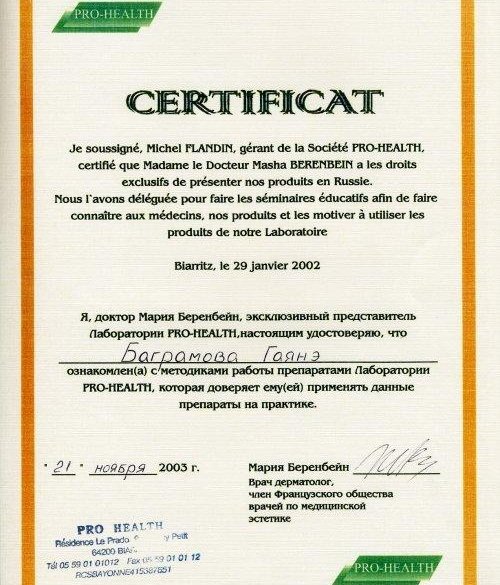 PRO-HEALTH
CERTIFICAT
Je soussigné, Michel FLANDIN, gérant de la Société PRO-HEALTH,
certifié que Madame le Docteur Masha BERENBEIN a les droits
exclusifs de présenter nos produits en Russie.
Nous l'avons déléguée pour faire les séminaires éducatifs afin de faire
connaître aux médecins, nos produits et les motiver à utiliser les
produits de notre Laboratoire
Biarritz, le 29 janvier 2002
Я, доктор Мария Беренбейн, эксклюзивный представитель
Лаборатории PRO-HEALTH,настоящим удостоверяю, что
Баграмова Гаянэ
ознакомлен(а) с методиками работы препаратами Лаборатории
PRO-HEALTH, которая доверяет ему(ей) применять данные
препараты на практике.
"21" ноября 2003 г.
Мария Беренбейн
Врач дерматолог,
член Французского общества
врачей по медицинской
эстетике
PRO HEALTH
Résidence Le Prado
64200
Tél 05 59 01 01012 Fax 05 59 01 01 12
RCSBAYONNE415387651
PRO-HEALTH